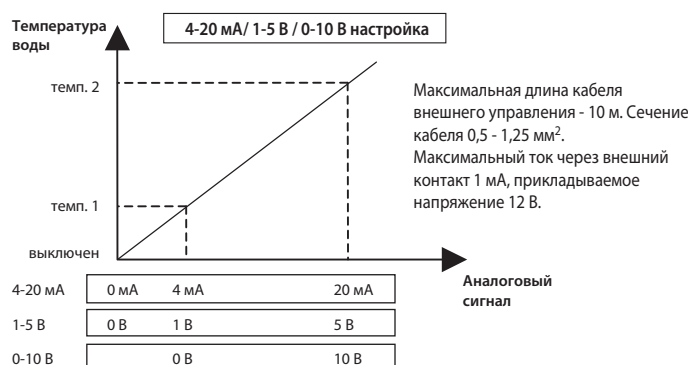 Температура
воды
4-20 мА/ 1-5 В / 0-10 В настройка
темп. 2
темп. 1
выключен
Максимальная длина кабеля
внешнего управления - 10 м. Сечение
кабеля 0,5 - 1,25 мм².
Максимальный ток через внешний
контакт 1 мА, прикладываемое
напряжение 12 В.
Аналоговый
сигнал
4-20 мА 0 мА 4 мА 20 мА
1-5 В 0 В 1 В 5 В
0-10 В 0 В 10 В